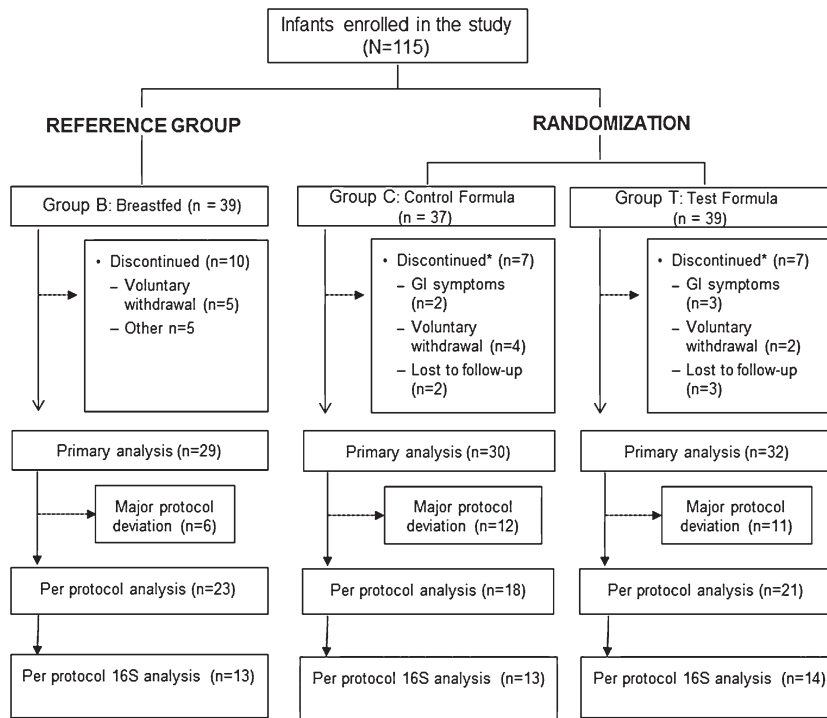 Infants enrolled in the study
(N=115)
REFERENCE GROUP
RANDOMIZATION
Group B: Breastfed (n = 39)
Group C: Control Formula
(n = 37)
Group T: Test Formula
(n = 39)
• Discontinued (n=10)
– Voluntary
withdrawal (n=5)
– Other n=5
• Discontinued* (n=7)
– GI symptoms
(n=2)
– Voluntary
withdrawal (n=4)
– Lost to follow-up
(n=2)
• Discontinued* (n=7)
– GI symptoms
(n=3)
– Voluntary
withdrawal (n=2)
– Lost to follow-up
(n=3)
Primary analysis (n=29)
Primary analysis (n=30)
Primary analysis (n=32)
Major protocol
deviation (n=6)
Major protocol
deviation (n=12)
Major protocol
deviation (n=11)
Per protocol analysis (n=23)
Per protocol analysis (n=18)
Per protocol analysis (n=21)
Per protocol 16S analysis (n=13)
Per protocol 16S analysis (n=13)
Per protocol 16S analysis (n=14)